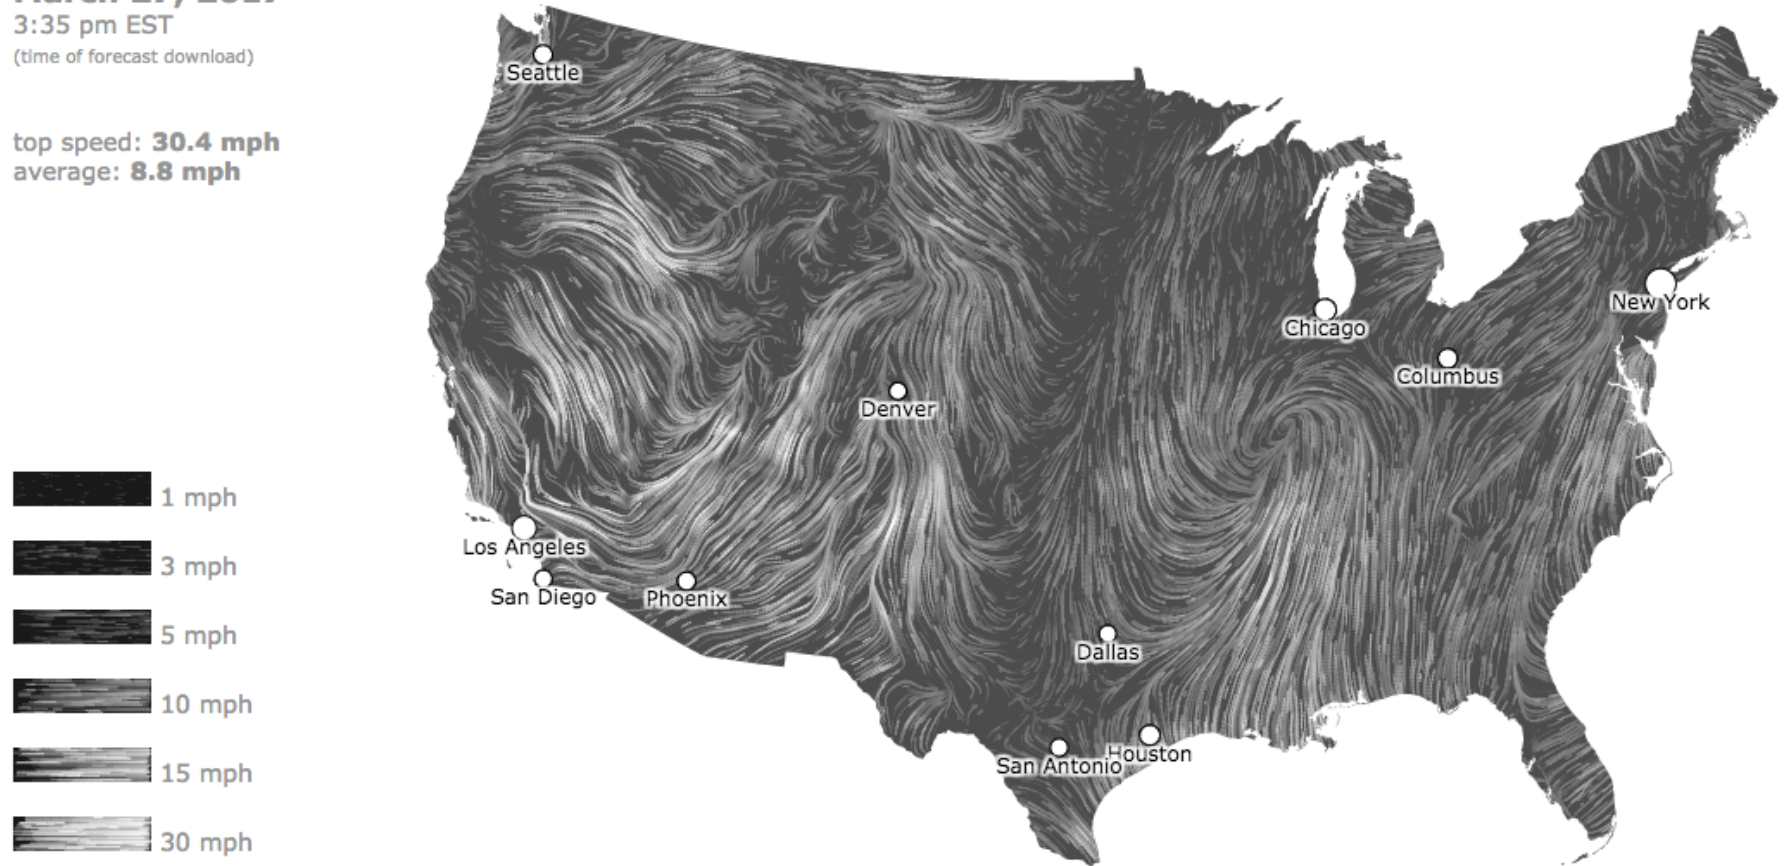 3:35 pm EST
(time of forecast download)
top speed: 30.4 mph
average: 8.8 mph
1 mph
3 mph
5 mph
10 mph
15 mph
30 mph
Seattle
New York
Chicago
Columbus
Denver
Los Angeles
San Diego
Phoenix
Dallas
Houston
San Antonio